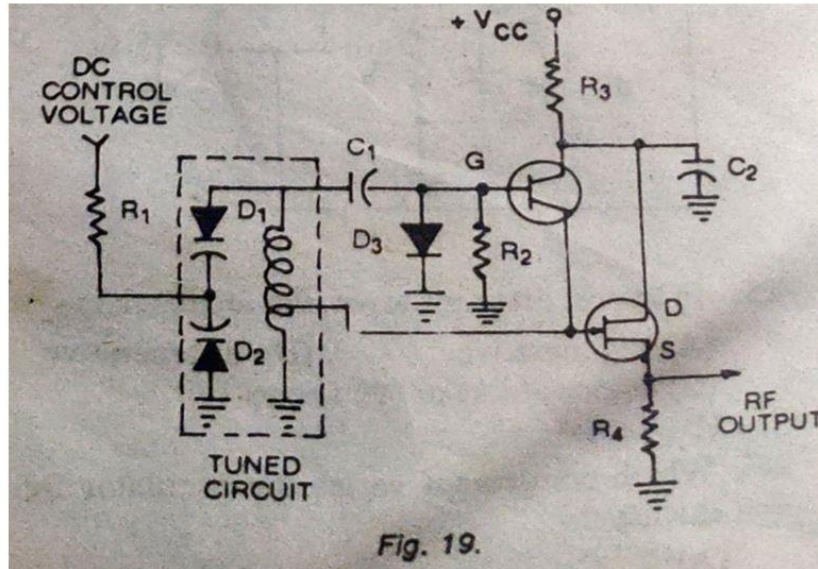 + VCC
DC
CONTROL
VOLTAGE
R3
C1
G
C2
R1
D1
D3
R2
D2
D
S
R4
RF
OUTPUT
TUNED
CIRCUIT
Fig. 19.